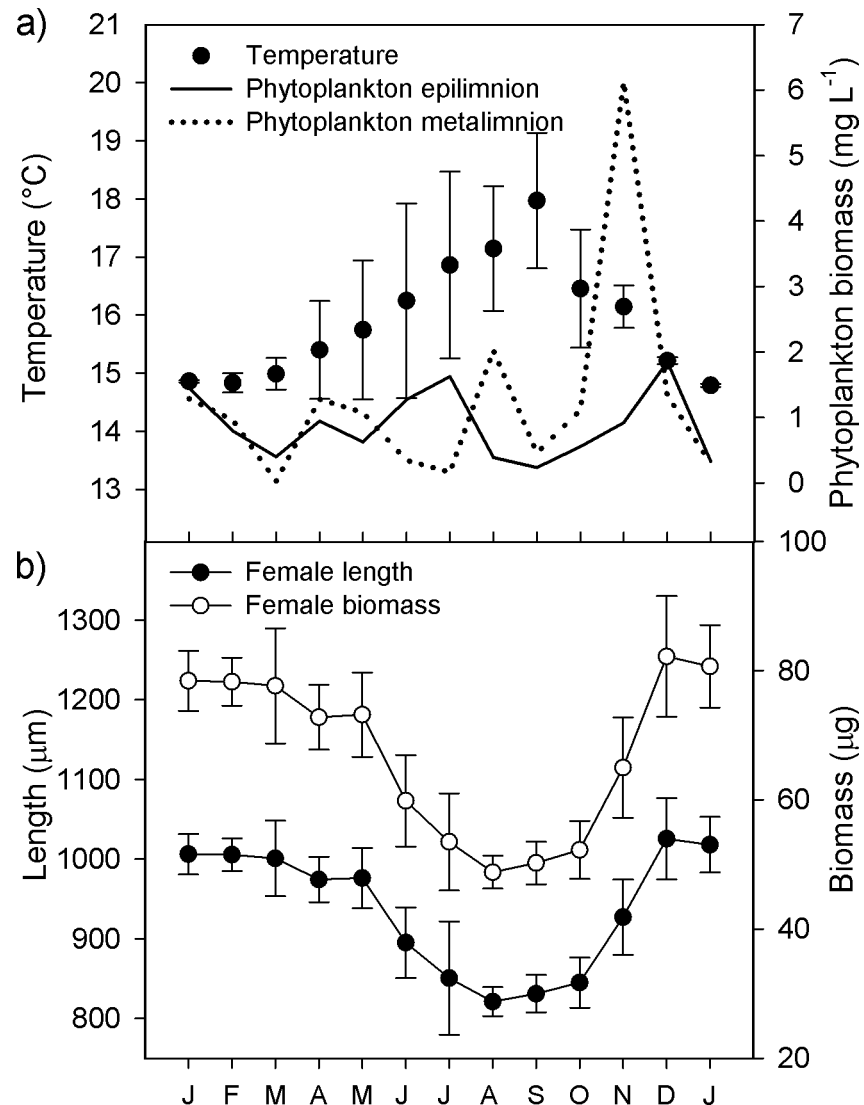 a)
Temperature
Phytoplankton epilimnion
Phytoplankton metalimnion
Temperature (°C)
21
20
19
18
17
16
15
14
13
Phytoplankton biomass (mg L⁻¹)
7
6
5
4
3
2
1
0
b)
Female length
Female biomass
Length (μm)
1300
1200
1100
1000
900
800
Biomass (μg)
100
80
60
40
20
J F M A M J J A S O N D J